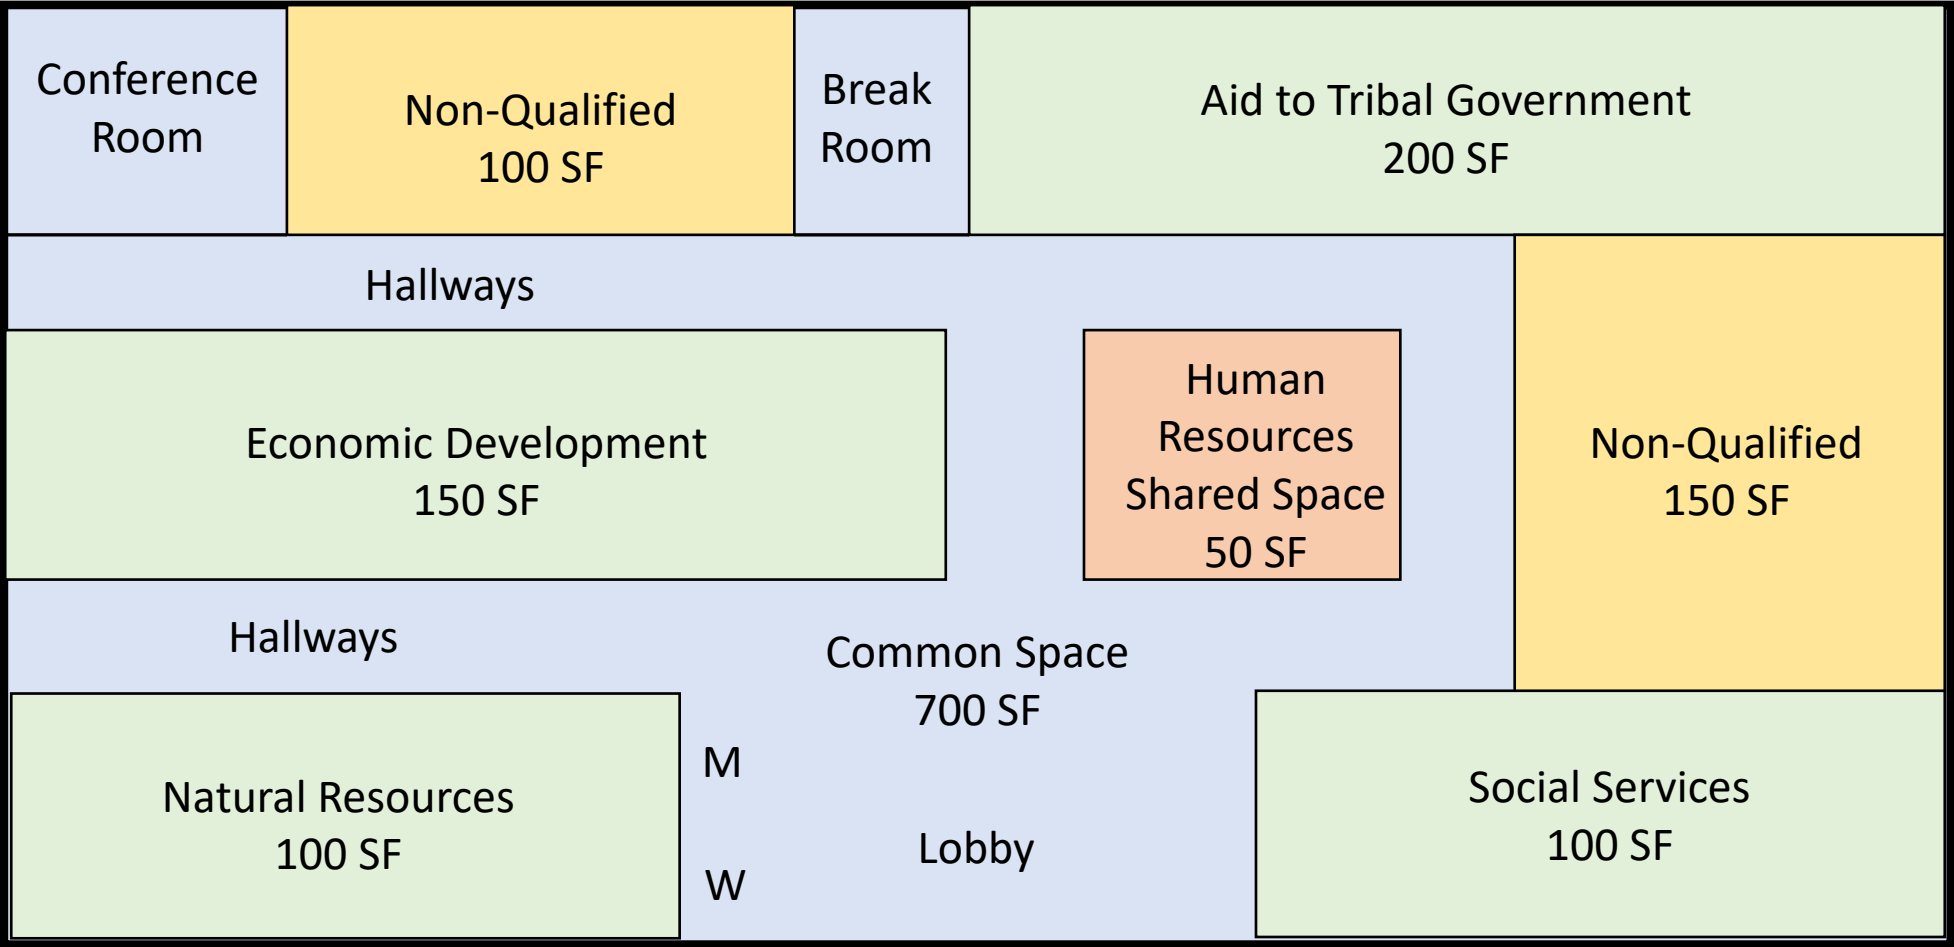 Conference
Room
Non-Qualified
100 SF
Break
Room
Aid to Tribal Government
200 SF
Hallways
Economic Development
150 SF
Human
Resources
Shared Space
50 SF
Non-Qualified
150 SF
Hallways
Common Space
700 SF
Natural Resources
100 SF
M
W
Lobby
Social Services
100 SF